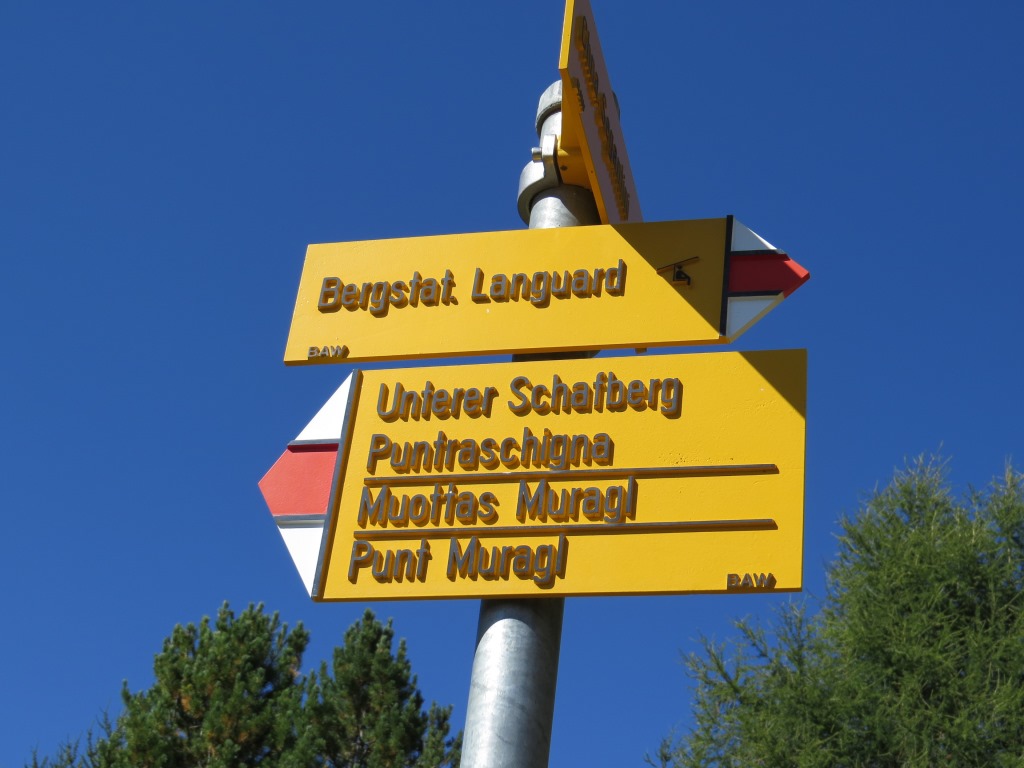 Bergstat. Languard
BAW
Unterer Schafberg
Puntraschigna
Muottas Muragl
Punt Muragl
BAW